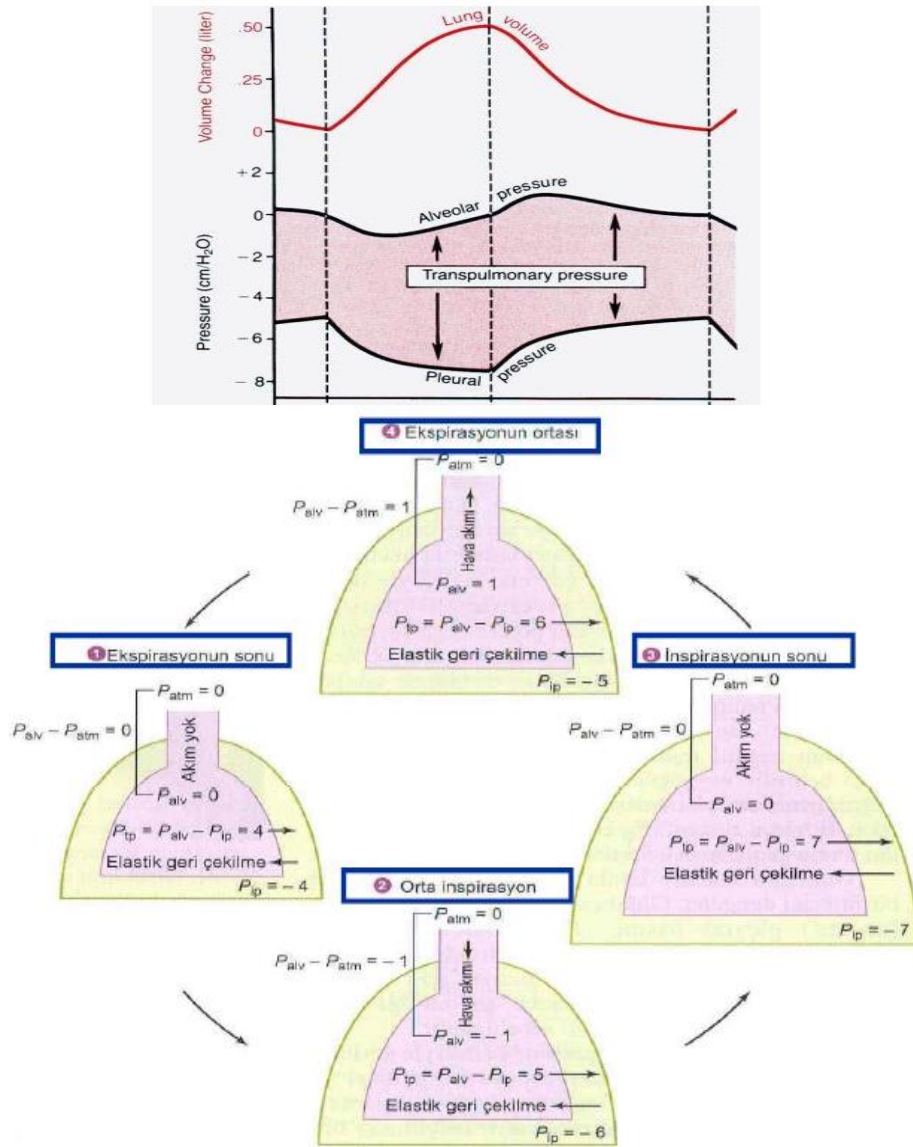 Lung volume
Volume Change (liter)
.50
.25
0
+ 2
0
− 2
− 4
− 6
− 8
Pressure (cm/H₂O)
Alveolar pressure
Transpulmonary pressure
Pleural pressure
4 Ekspirasyonun ortası
Patm = 0
Palv − Patm = 1
Hava akımı
Palv = 1
Ptp = Palv − Pip = 6
Elastik geri çekilme
Pip = − 5
1 Ekspirasyonun sonu
Patm = 0
Palv − Patm = 0
Akım yok
Palv = 0
Ptp = Palv − Pip = 4
Elastik geri çekilme
Pip = − 4
3 İnspirasyonun sonu
Patm = 0
Palv − Patm = 0
Akım yok
Palv = 0
Ptp = Palv − Pip = 7
Elastik geri çekilme
Pip = − 7
2 Orta inspirasyon
Patm = 0
Palv − Patm = − 1
Hava akımı
Palv = − 1
Ptp = Palv − Pip = 5
Elastik geri çekilme
Pip = − 6